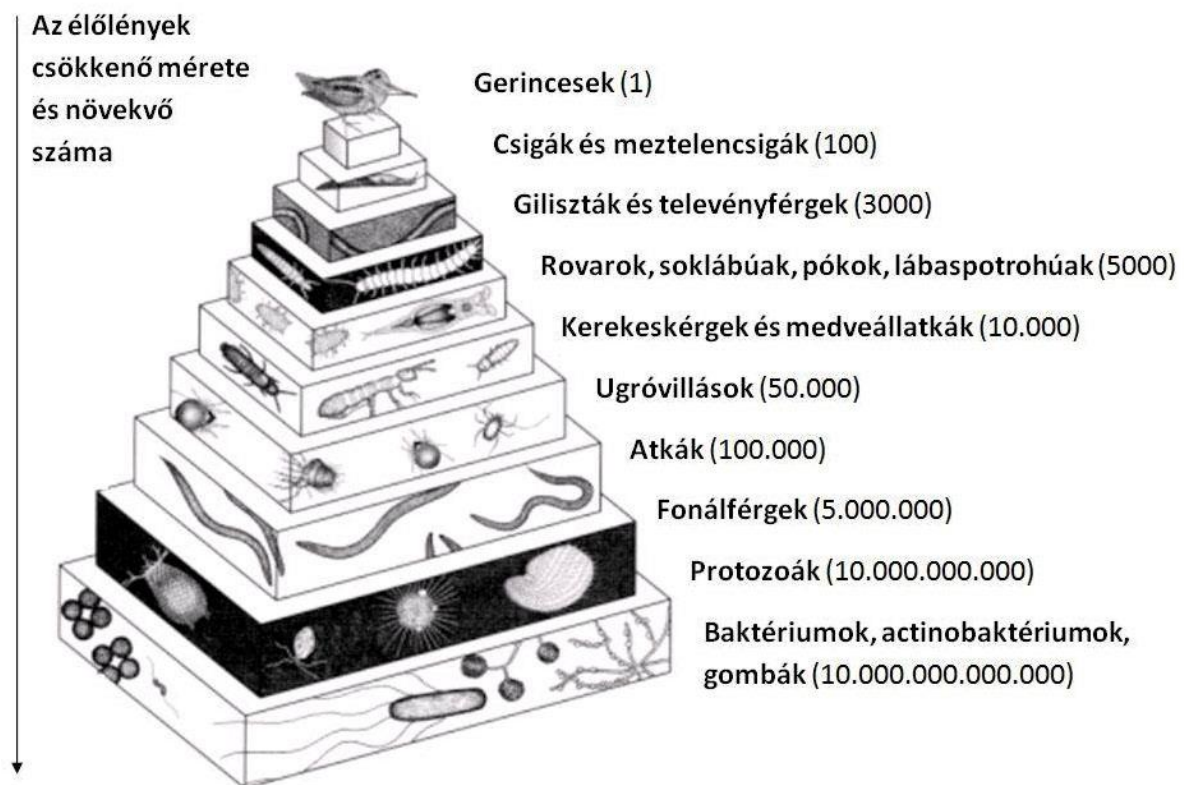 Az élőlények
csökkenő mérete
és növekvő
száma
Gerincesek (1)
Csigák és meztelencsigák (100)
Giliszták és televényférgek (3000)
Rovarok, soklábúak, pókok, lábaspotrohúak (5000)
Kerekeskérgek és medveállatkák (10.000)
Ugróvillások (50.000)
Atkák (100.000)
Fonálférgek (5.000.000)
Protozoák (10.000.000.000)
Baktériumok, actinobaktériumok,
gombák (10.000.000.000.000)